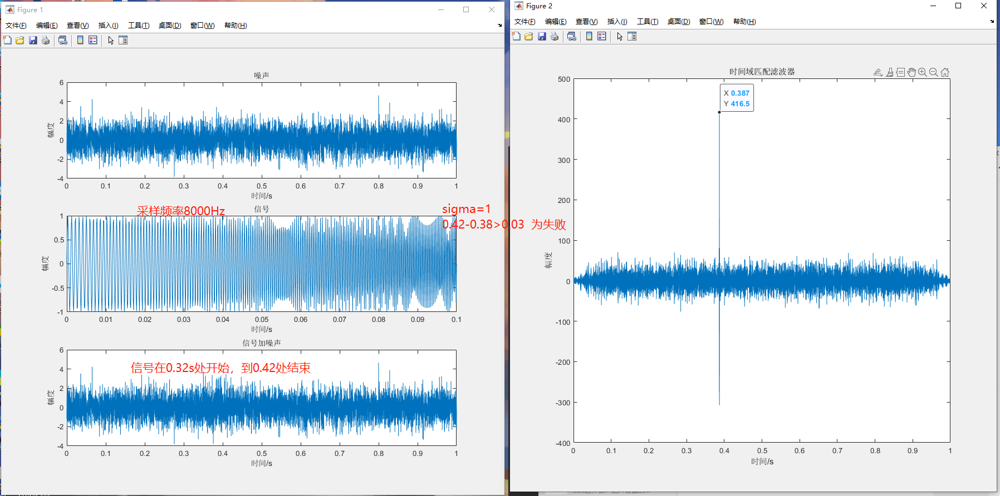 Figure 1
文件(F) 编辑(E) 查看(V) 插入(I) 工具(T) 桌面(D) 窗口(W) 帮助(H)
噪声
幅度
6
4
2
0
-2
-4
0 0.1 0.2 0.3 0.4 0.5 0.6 0.7 0.8 0.9 1
时间/s
采样频率8000Hz
信号
幅度
1
0.5
0
-0.5
-1
0 0.01 0.02 0.03 0.04 0.05 0.06 0.07 0.08 0.09 0.1
时间/s
sigma=1
0.42-0.38>0.03 为失败
信号加噪声
信号在0.32s处开始，到0.42处结束
幅度
6
4
2
0
-2
-4
0 0.1 0.2 0.3 0.4 0.5 0.6 0.7 0.8 0.9 1
时间/s
Figure 2
文件(F) 编辑(E) 查看(V) 插入(I) 工具(T) 桌面(D) 窗口(W) 帮助(H)
时间域匹配滤波器
X 0.387
Y 416.5
幅度
500
400
300
200
100
0
-100
-200
-300
-400
0 0.1 0.2 0.3 0.4 0.5 0.6 0.7 0.8 0.9 1
时间/s